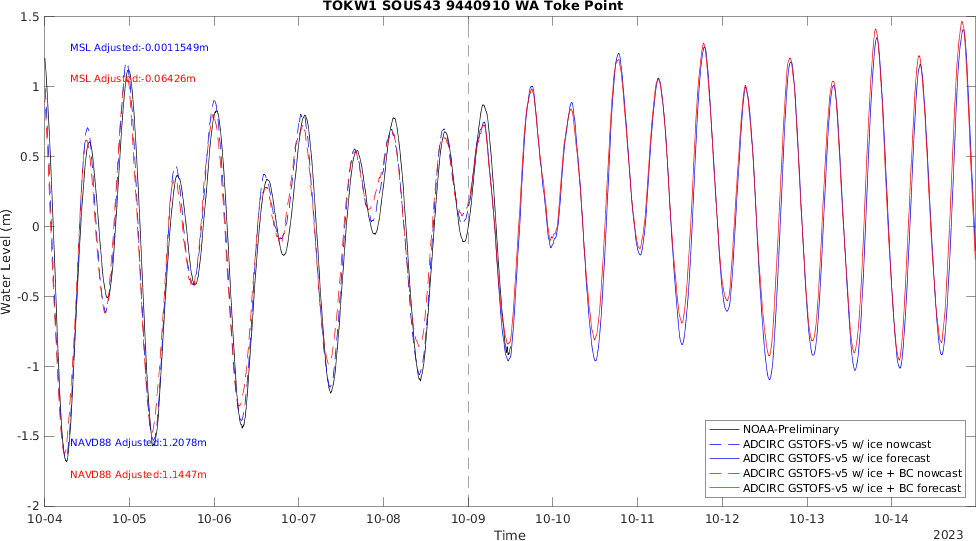 TOKW1 SOUS43 9440910 WA Toke Point
1.5
1
0.5
0
-0.5
-1
-1.5
-2
Water Level (m)
MSL Adjusted:-0.0011549m
MSL Adjusted:-0.06426m
NAVD88 Adjusted:1.2078m
NAVD88 Adjusted:1.1447m
NOAA-Preliminary
ADCIRC GSTOFS-v5 w/ ice nowcast
ADCIRC GSTOFS-v5 w/ ice forecast
ADCIRC GSTOFS-v5 w/ ice + BC nowcast
ADCIRC GSTOFS-v5 w/ ice + BC forecast
10-04 10-05 10-06 10-07 10-08 10-09 10-10 10-11 10-12 10-13 10-14
Time
2023